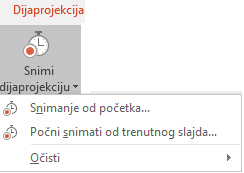 Dijaprojekcija
Snimi
dijaprojekciju
Snimanje od početka...
Počni snimati od trenutnog slajda...
Očisti